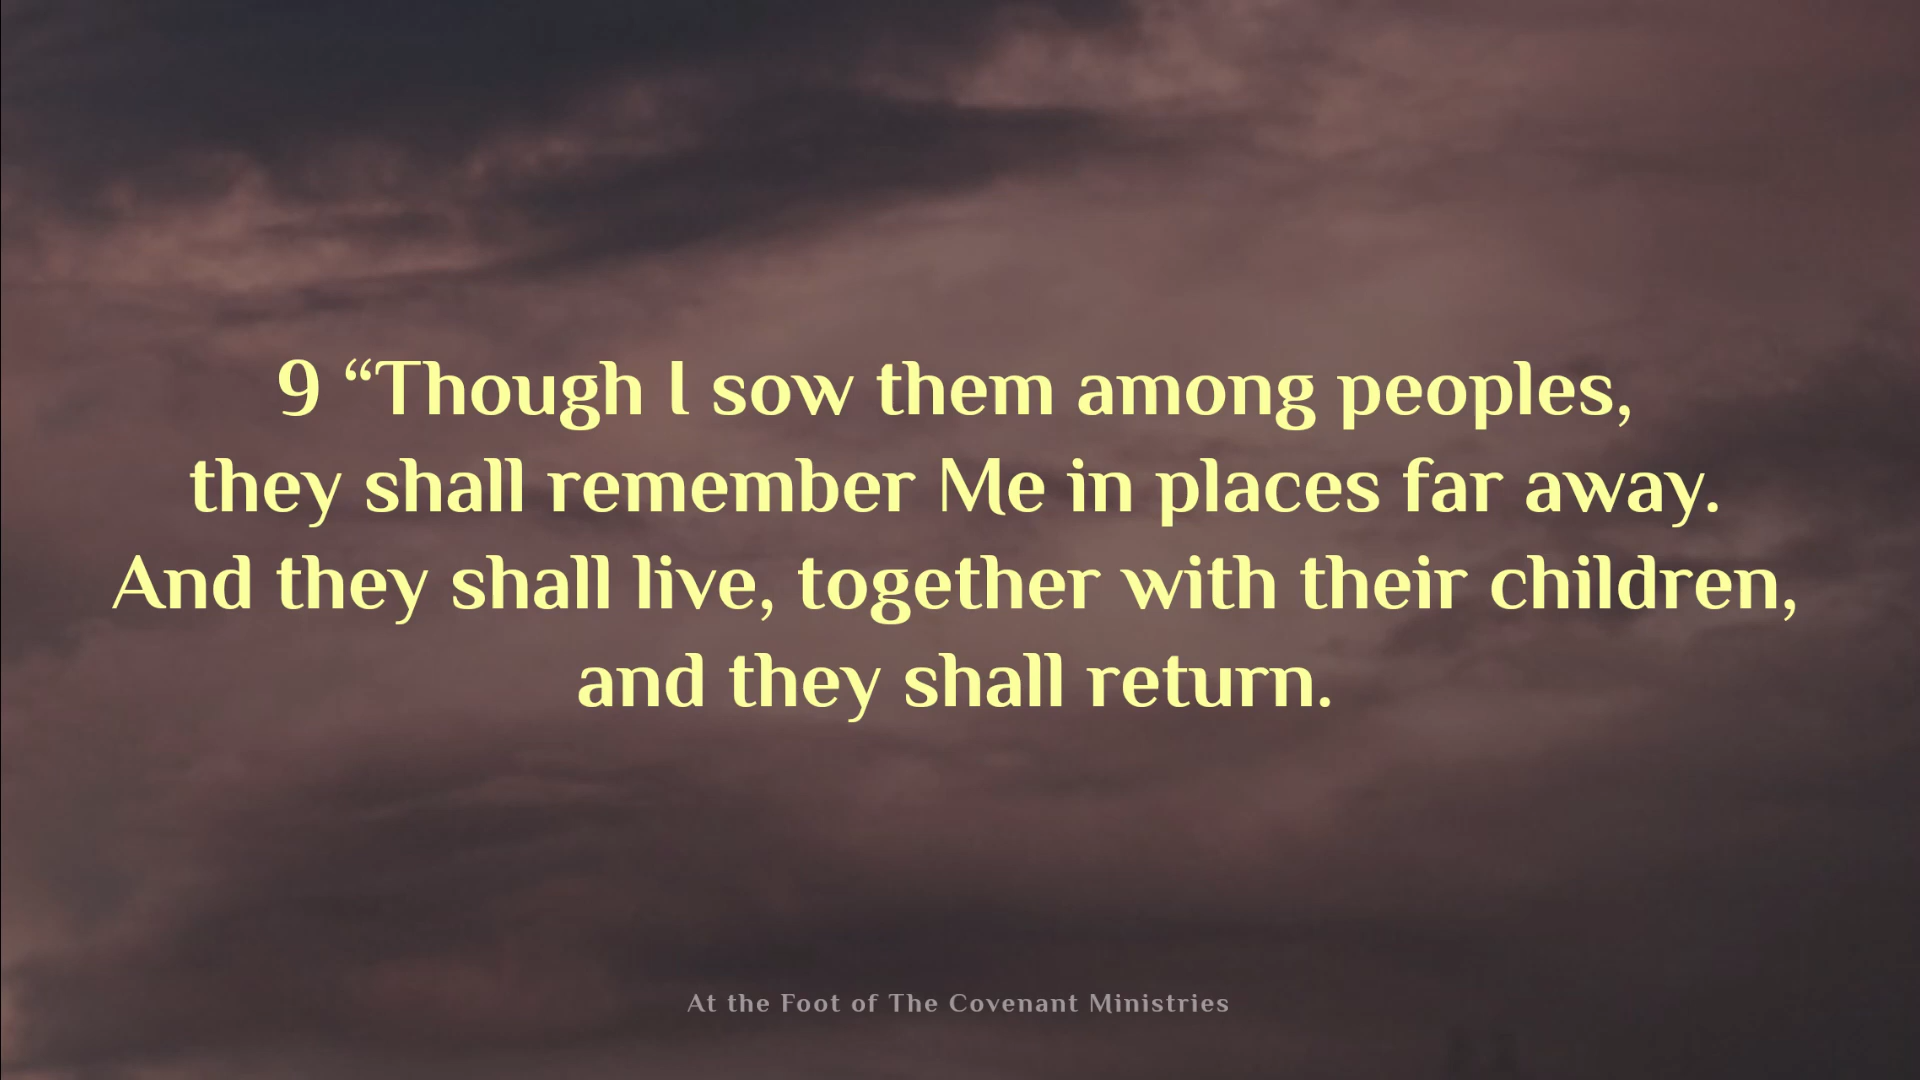 9 “Though I sow them among peoples,
they shall remember Me in places far away.
And they shall live, together with their children,
and they shall return.
At the Foot of The Covenant Ministries